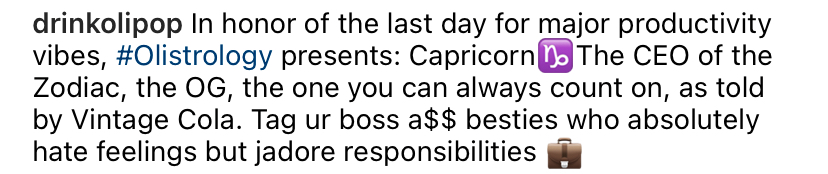 drinkolipop In honor of the last day for major productivity
vibes, #Olistrology presents: Capricorn♑The CEO of the
Zodiac, the OG, the one you can always count on, as told
by Vintage Cola. Tag ur boss a$$ besties who absolutely
hate feelings but jadore responsibilities 💼